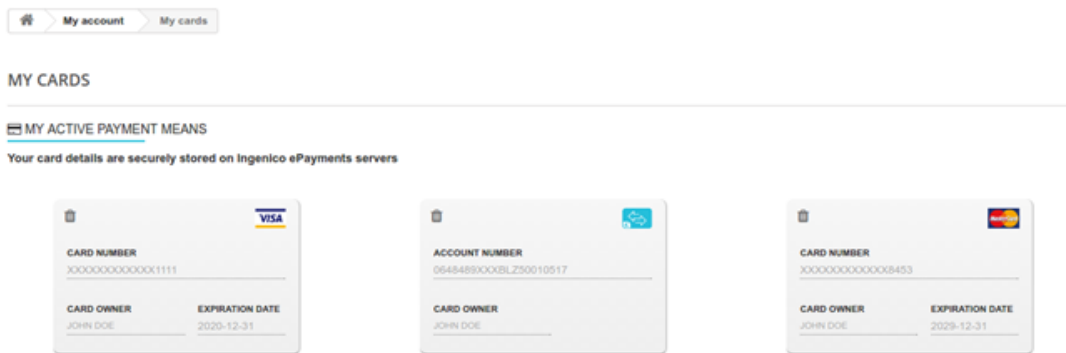 My account My cards
MY CARDS
MY ACTIVE PAYMENT MEANS
Your card details are securely stored on Ingenico ePayments servers
VISA
CARD NUMBER
XXXXXXXXXXXX1111
CARD OWNER EXPIRATION DATE
JOHN DOE 2020-12-31
ACCOUNT NUMBER
0648489XXXBLZ50010517
CARD OWNER
JOHN DOE
MasterCard
CARD NUMBER
XXXXXXXXXXXX8453
CARD OWNER EXPIRATION DATE
JOHN DOE 2029-12-31